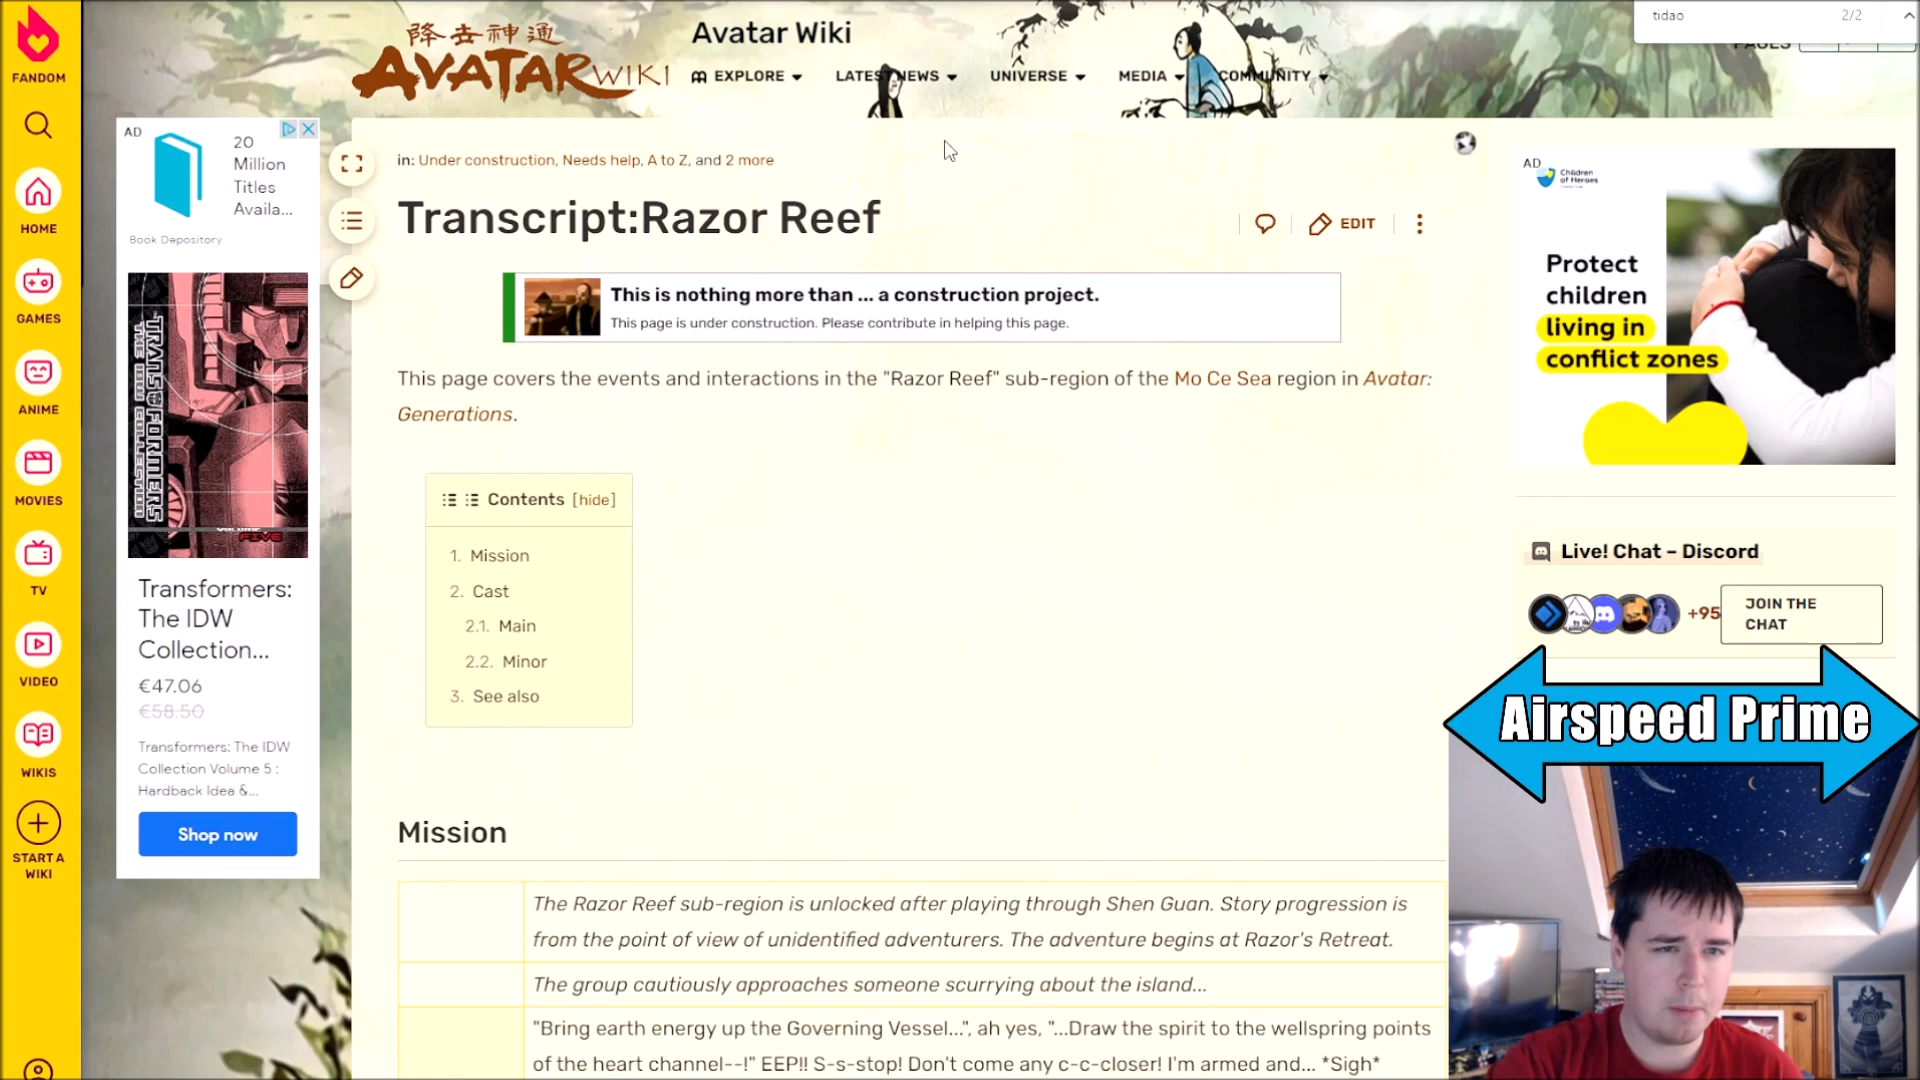 tidao 2/2
FANDOM
降去神通
AVATAR WIKI
Avatar Wiki
EXPLORE LATEST NEWS UNIVERSE MEDIA COMMUNITY
PAGES
HOME
GAMES
ANIME
MOVIES
TV
VIDEO
WIKIS
START A
WIKI
AD
20
Million
Titles
Availa...
Book Depository
TRANSFORMERS
THE IDW COLLECTION
FIVE
Transformers:
The IDW
Collection...
€47.06
€58.50
Transformers: The IDW
Collection Volume 5 :
Hardback Idea &...
Shop now
in: Under construction, Needs help, A to Z, and 2 more
Transcript:Razor Reef
EDIT
This is nothing more than ... a construction project.
This page is under construction. Please contribute in helping this page.
This page covers the events and interactions in the "Razor Reef" sub-region of the Mo Ce Sea region in Avatar:
Generations.
Contents [hide]
1. Mission
2. Cast
2.1. Main
2.2. Minor
3. See also
Mission
The Razor Reef sub-region is unlocked after playing through Shen Guan. Story progression is
from the point of view of unidentified adventurers. The adventure begins at Razor's Retreat.
The group cautiously approaches someone scurrying about the island...
"Bring earth energy up the Governing Vessel...", ah yes, "...Draw the spirit to the wellspring points
of the heart channel--!" EEP!! S-s-stop! Don't come any c-c-closer! I'm armed and... *Sigh*
AD
Children
of Heroes
Protect
children
living in
conflict zones
Live! Chat – Discord
+95
JOIN THE
CHAT
Airspeed Prime